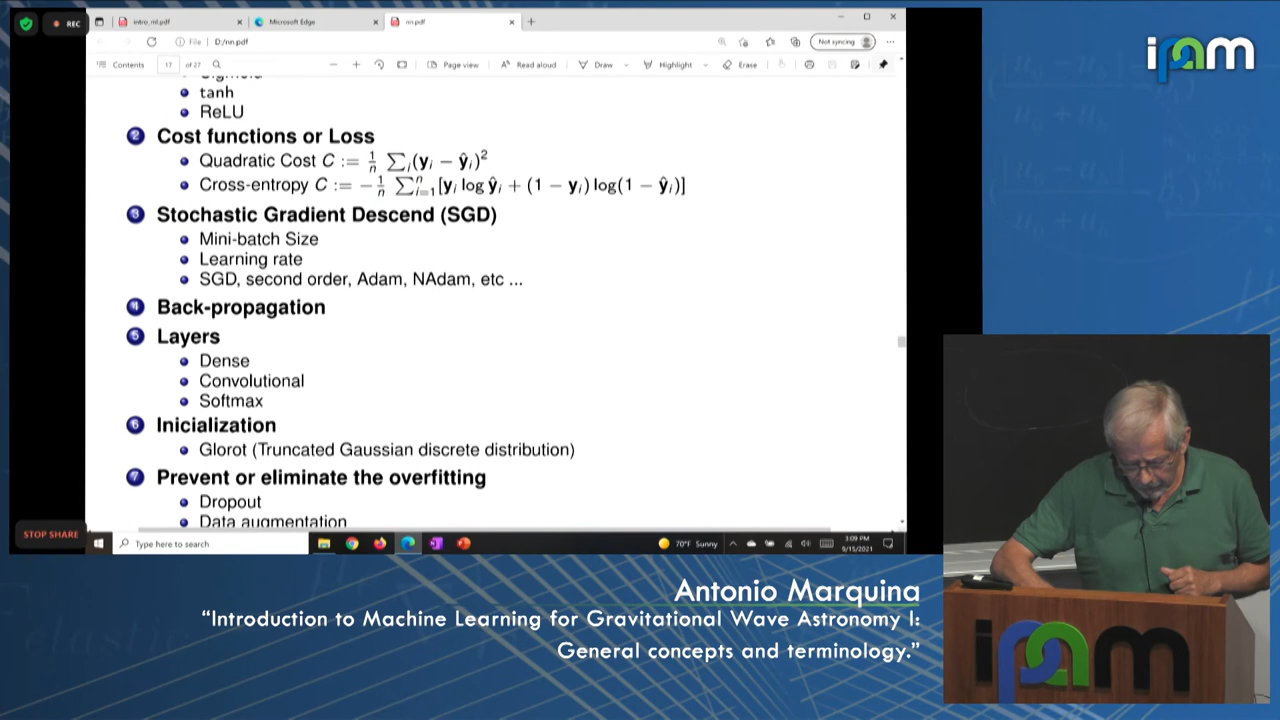 REC
intro_ml.pdf
Microsoft Edge
nn.pdf
File
D:/nn.pdf
Not syncing
Contents
17
of 27
Page view
Read aloud
Draw
Highlight
Erase
Sigmoid
tanh
ReLU
2 Cost functions or Loss
Quadratic Cost C := 1/n ∑i(yi − ŷi)²
Cross-entropy C := −1/n ∑ⁿi=1[yi log ŷi + (1 − yi) log(1 − ŷi)]
3 Stochastic Gradient Descend (SGD)
Mini-batch Size
Learning rate
SGD, second order, Adam, NAdam, etc ...
4 Back-propagation
5 Layers
Dense
Convolutional
Softmax
6 Inicialization
Glorot (Truncated Gaussian discrete distribution)
7 Prevent or eliminate the overfitting
Dropout
Data augmentation
STOP SHARE
Type here to search
70°F Sunny
3:09 PM
9/15/2021
ipam
Antonio Marquina
“Introduction to Machine Learning for Gravitational Wave Astronomy I:
General concepts and terminology.”
ipam